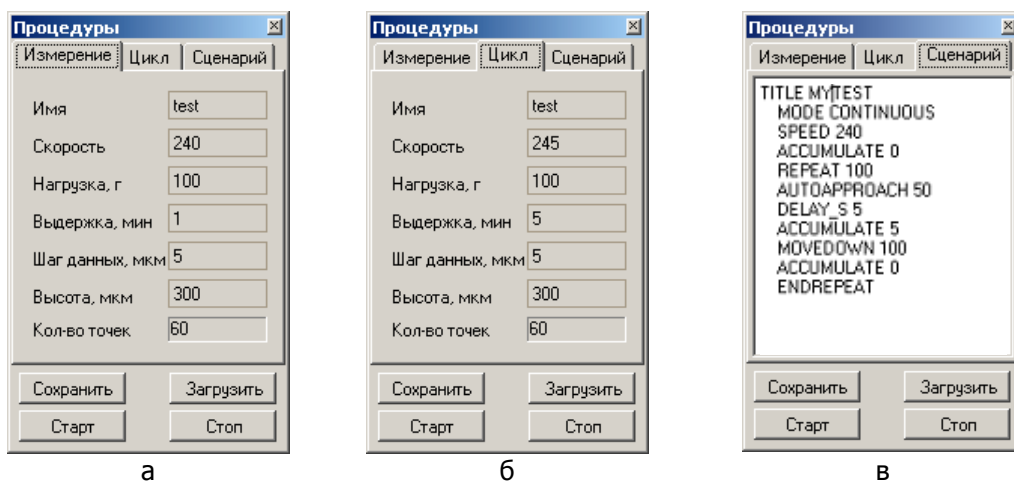 Процедуры
Измерение Цикл Сценарий
Имя test
Скорость 240
Нагрузка, г 100
Выдержка, мин 1
Шаг данных, мкм 5
Высота, мкм 300
Кол-во точек 60
Сохранить Загрузить
Старт Стоп
а
Процедуры
Измерение Цикл Сценарий
Имя test
Скорость 245
Нагрузка, г 100
Выдержка, мин 5
Шаг данных, мкм 5
Высота, мкм 300
Кол-во точек 60
Сохранить Загрузить
Старт Стоп
б
Процедуры
Измерение Цикл Сценарий
TITLE MYTEST
MODE CONTINUOUS
SPEED 240
ACCUMULATE 0
REPEAT 100
AUTOAPPROACH 50
DELAY_S 5
ACCUMULATE 5
MOVEDOWN 100
ACCUMULATE 0
ENDREPEAT
Сохранить Загрузить
Старт Стоп
в